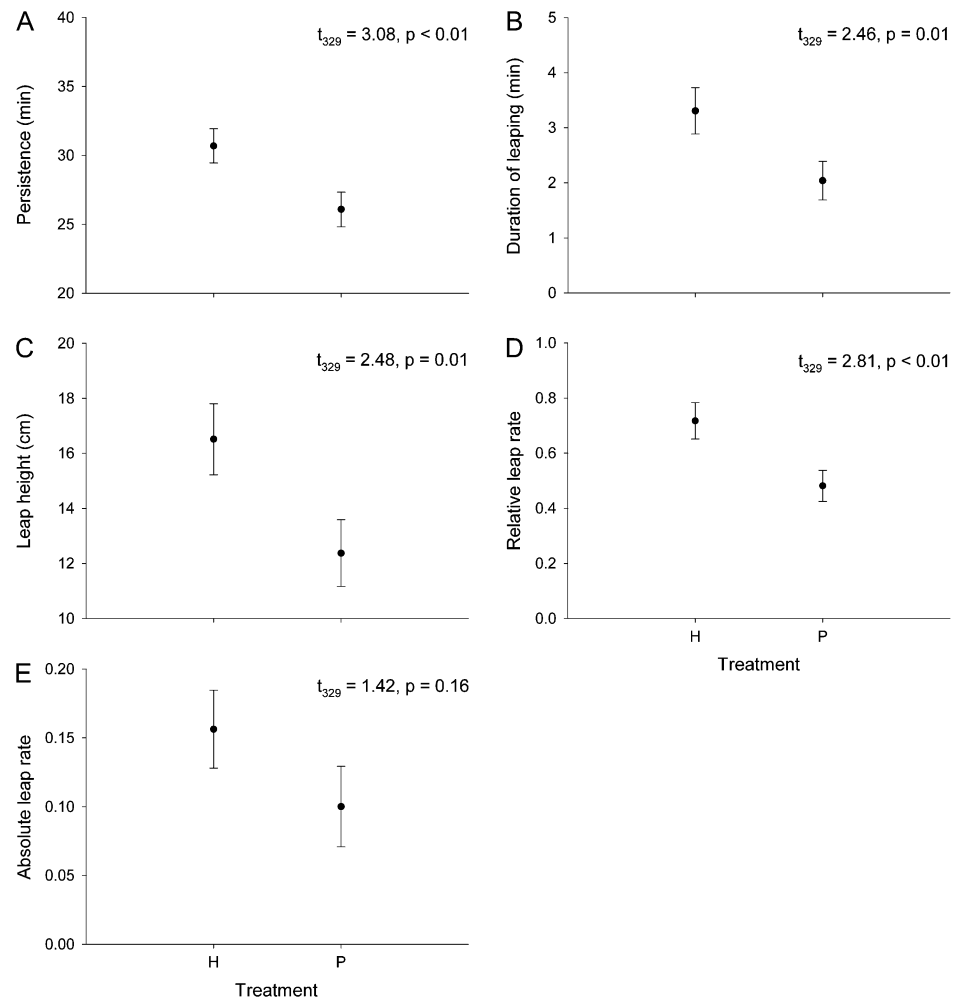 A
t329 = 3.08, p < 0.01
Persistence (min)
40
35
30
25
20
B
t329 = 2.46, p = 0.01
Duration of leaping (min)
5
4
3
2
1
0
C
t329 = 2.48, p = 0.01
Leap height (cm)
20
18
16
14
12
10
D
t329 = 2.81, p < 0.01
Relative leap rate
1.0
0.8
0.6
0.4
0.2
0.0
H P
Treatment
E
t329 = 1.42, p = 0.16
Absolute leap rate
0.20
0.15
0.10
0.05
0.00
H P
Treatment